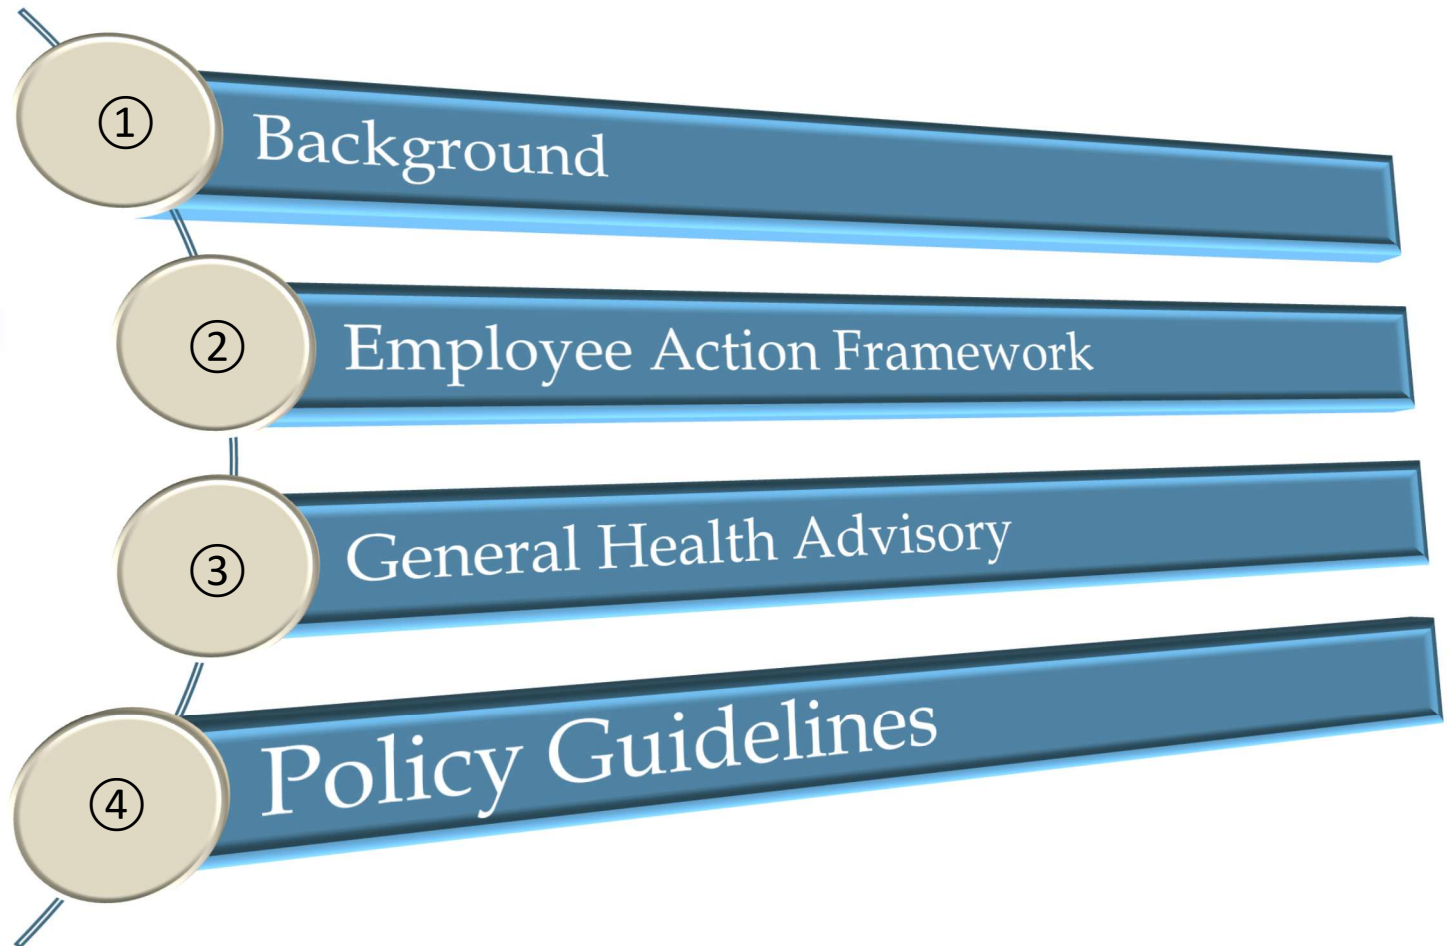 ① Background
② Employee Action Framework
③ General Health Advisory
④ Policy Guidelines